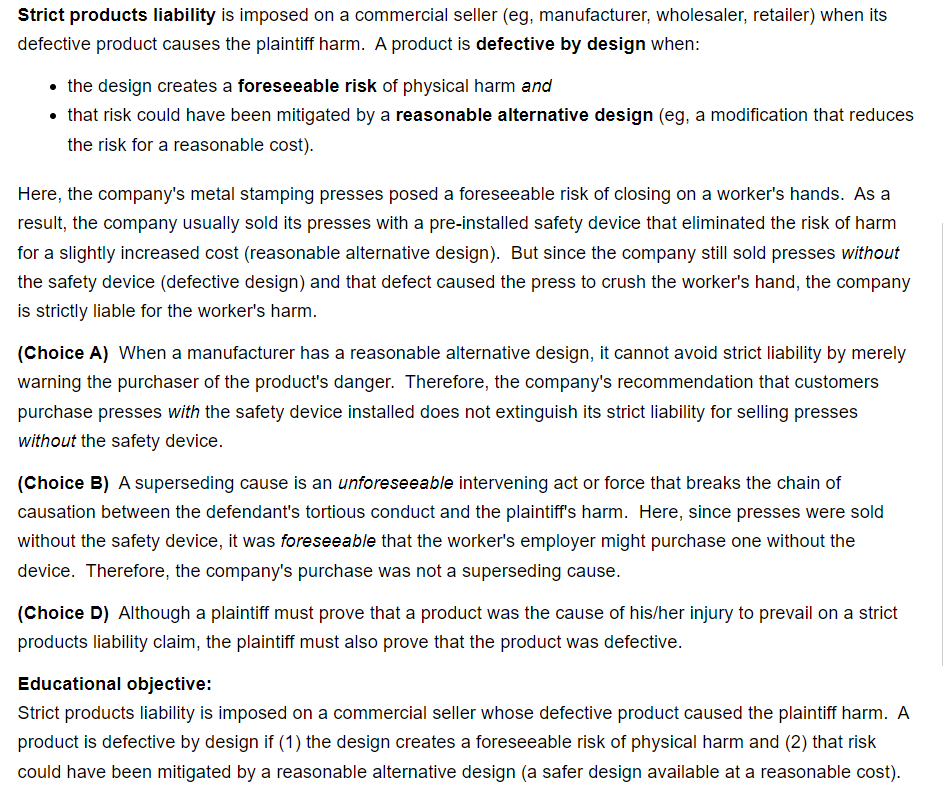 Strict products liability is imposed on a commercial seller (eg, manufacturer, wholesaler, retailer) when its
defective product causes the plaintiff harm.  A product is defective by design when:
• the design creates a foreseeable risk of physical harm and
• that risk could have been mitigated by a reasonable alternative design (eg, a modification that reduces
the risk for a reasonable cost).
Here, the company's metal stamping presses posed a foreseeable risk of closing on a worker's hands.  As a
result, the company usually sold its presses with a pre-installed safety device that eliminated the risk of harm
for a slightly increased cost (reasonable alternative design).  But since the company still sold presses without
the safety device (defective design) and that defect caused the press to crush the worker's hand, the company
is strictly liable for the worker's harm.
(Choice A)  When a manufacturer has a reasonable alternative design, it cannot avoid strict liability by merely
warning the purchaser of the product's danger.  Therefore, the company's recommendation that customers
purchase presses with the safety device installed does not extinguish its strict liability for selling presses
without the safety device.
(Choice B)  A superseding cause is an unforeseeable intervening act or force that breaks the chain of
causation between the defendant's tortious conduct and the plaintiff's harm.  Here, since presses were sold
without the safety device, it was foreseeable that the worker's employer might purchase one without the
device.  Therefore, the company's purchase was not a superseding cause.
(Choice D)  Although a plaintiff must prove that a product was the cause of his/her injury to prevail on a strict
products liability claim, the plaintiff must also prove that the product was defective.
Educational objective:
Strict products liability is imposed on a commercial seller whose defective product caused the plaintiff harm.  A
product is defective by design if (1) the design creates a foreseeable risk of physical harm and (2) that risk
could have been mitigated by a reasonable alternative design (a safer design available at a reasonable cost).